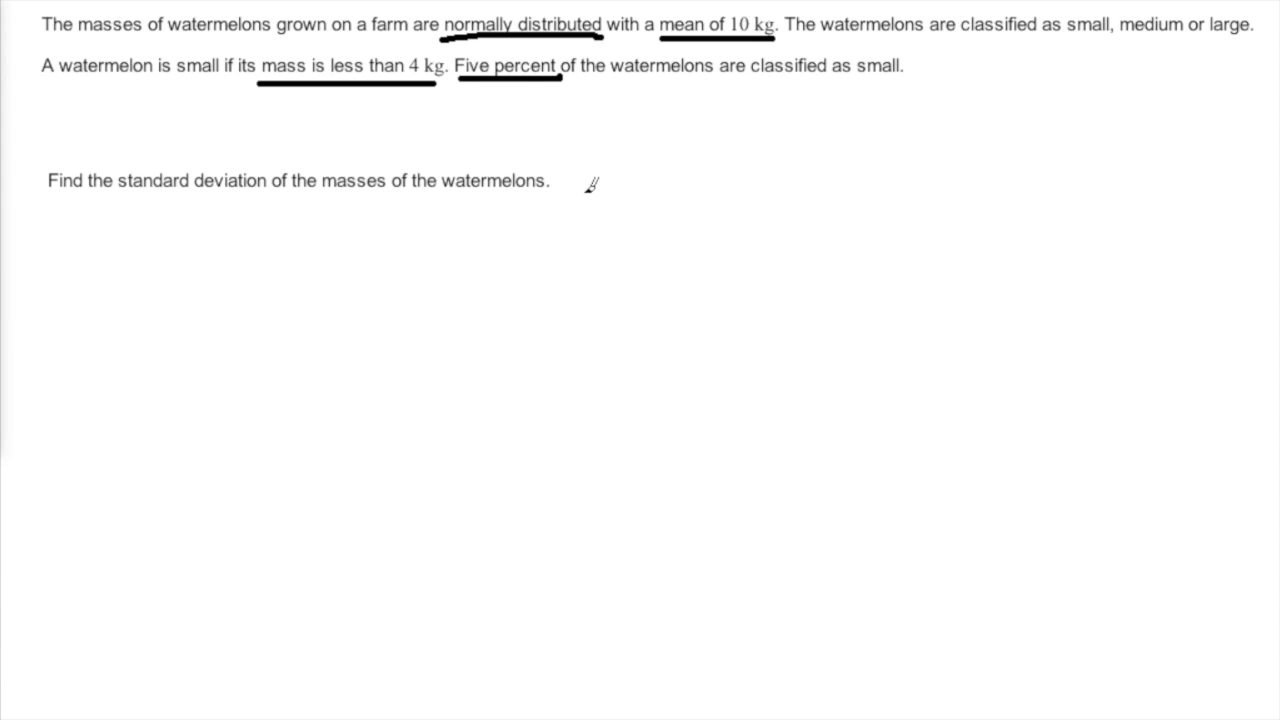 The masses of watermelons grown on a farm are normally distributed with a mean of 10 kg. The watermelons are classified as small, medium or large.
A watermelon is small if its mass is less than 4 kg. Five percent of the watermelons are classified as small.
Find the standard deviation of the masses of the watermelons.